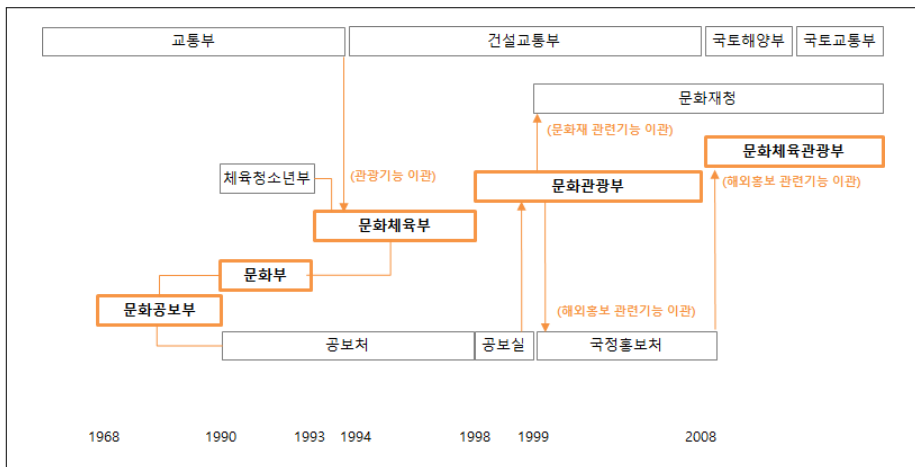 교통부
건설교통부
국토해양부
국토교통부
문화재청
(문화재 관련기능 이관)
문화체육관광부
체육청소년부
(관광기능 이관)
문화관광부
(해외홍보 관련기능 이관)
문화체육부
문화부
문화공보부
(해외홍보 관련기능 이관)
공보처
공보실
국정홍보처
1968
1990
1993
1994
1998
1999
2008